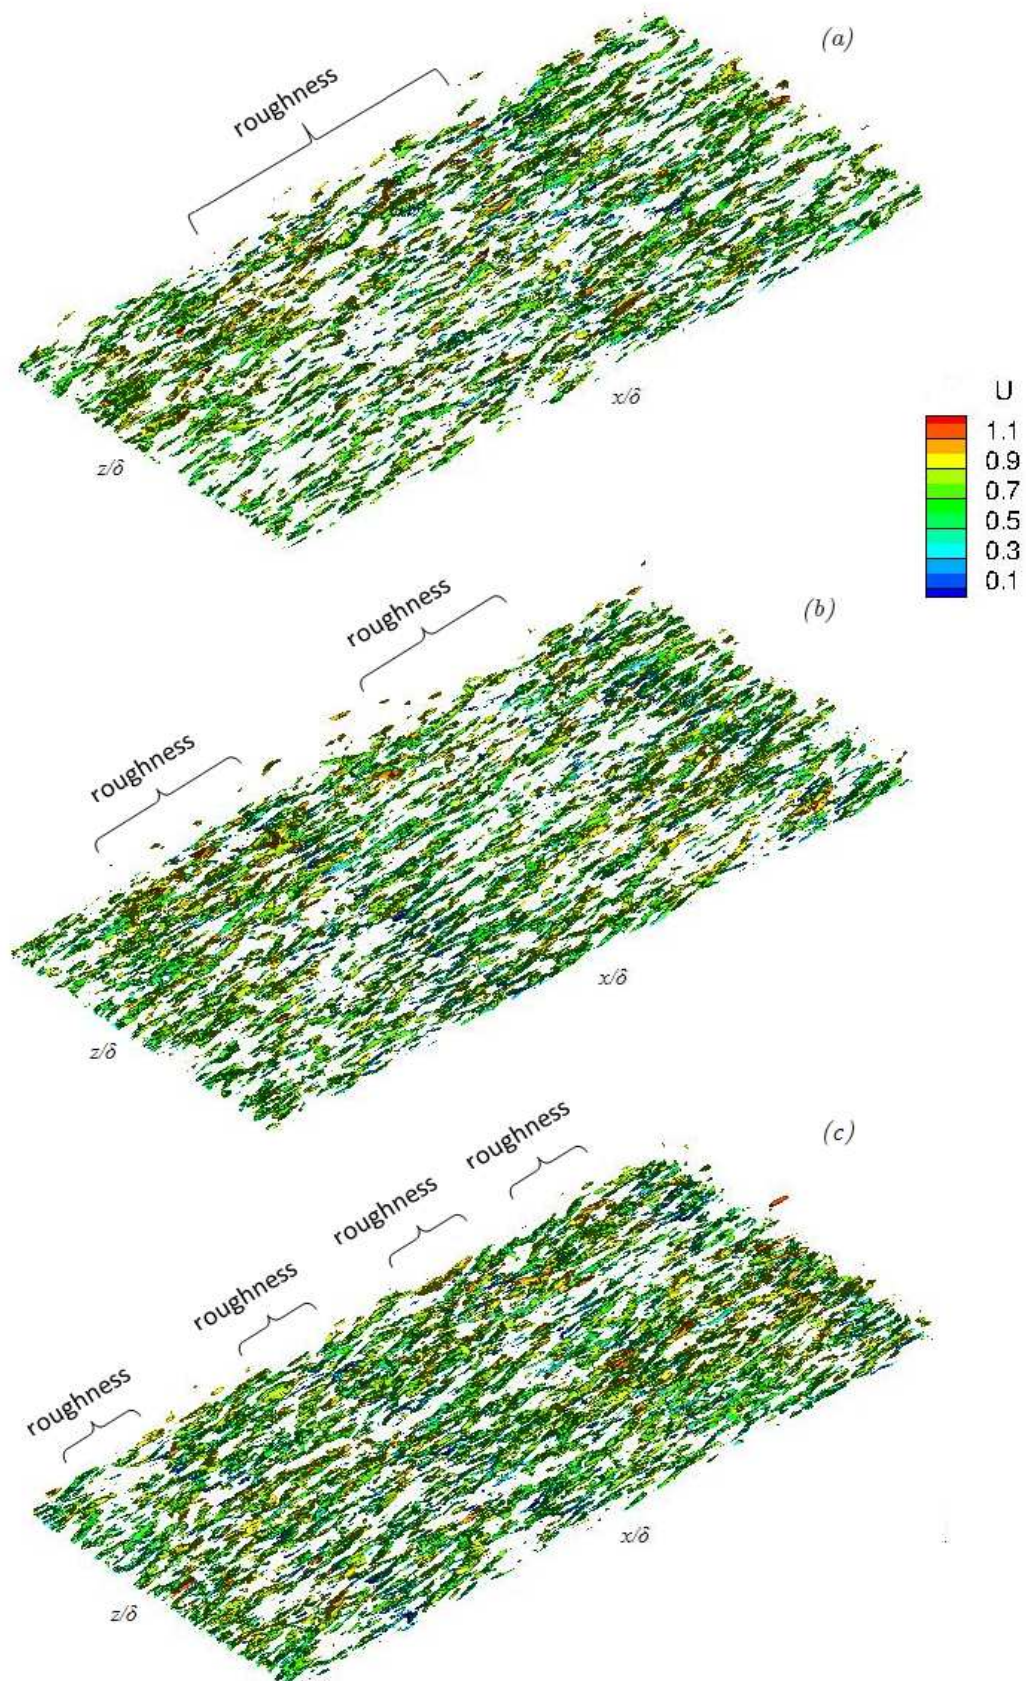 (a)
roughness
x/δ
z/δ
U
1.1
0.9
0.7
0.5
0.3
0.1
(b)
roughness
roughness
x/δ
z/δ
(c)
roughness
roughness
roughness
roughness
x/δ
z/δ